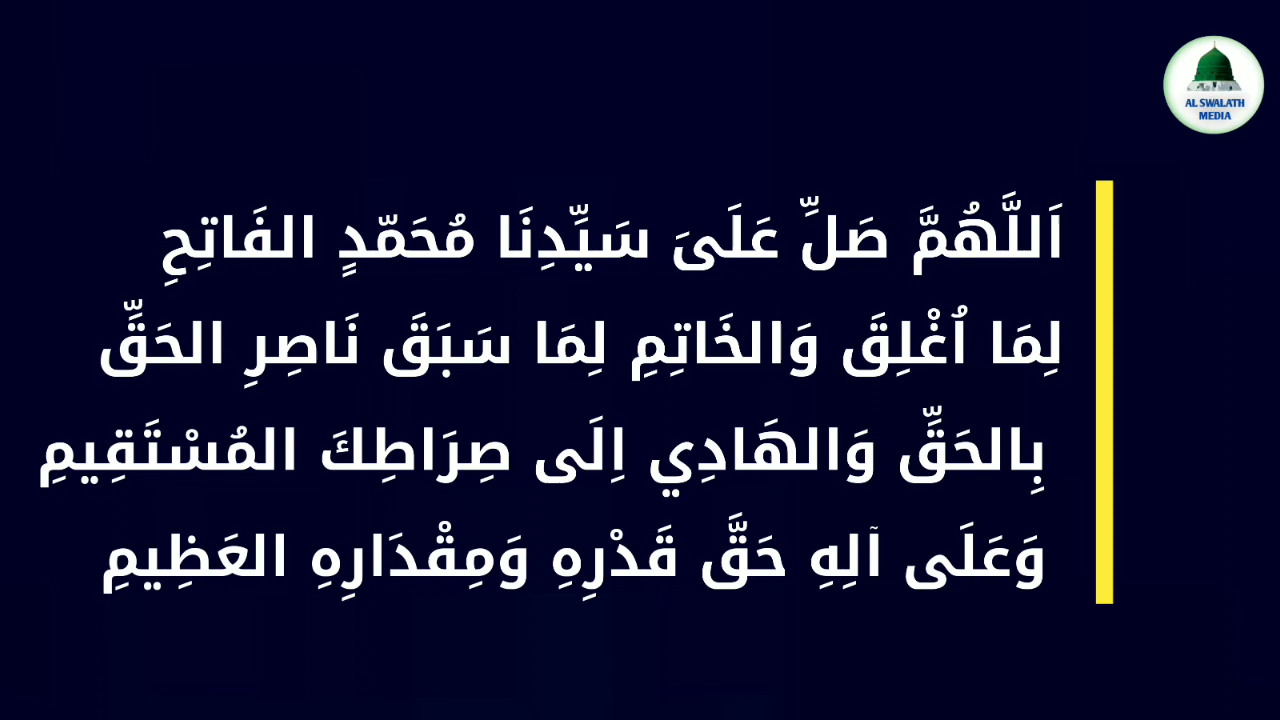 AL SWALATH
MEDIA
اَللَّهُمَّ صَلِّ عَلَىَ سَيِّدِنَا مُحَمّدٍ الفَاتِحِ
لِمَا اُغْلِقَ وَالخَاتِمِ لِمَا سَبَقَ نَاصِرِ الحَقِّ
بِالحَقِّ وَالهَادِي اِلَى صِرَاطِكَ المُسْتَقِيمِ
وَعَلَى آلِهِ حَقَّ قَدْرِهِ وَمِقْدَارِهِ العَظِيمِ